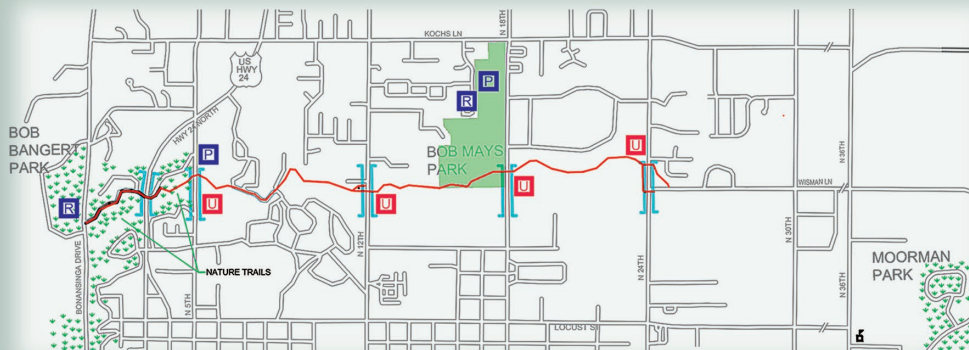 KOCHS LN
N 18TH
US
HWY
24
HWY 24 NORTH
P
R
BOB
BANGERT
PARK
P
BOB MAYS
PARK
U
N 36TH
WISMAN LN
R
U
U
U
N 12TH
N 30TH
NATURE TRAILS
BONANSINGA DRIVE
N 5TH
N 24TH
N 36TH
MOORMAN
PARK
LOCUST S